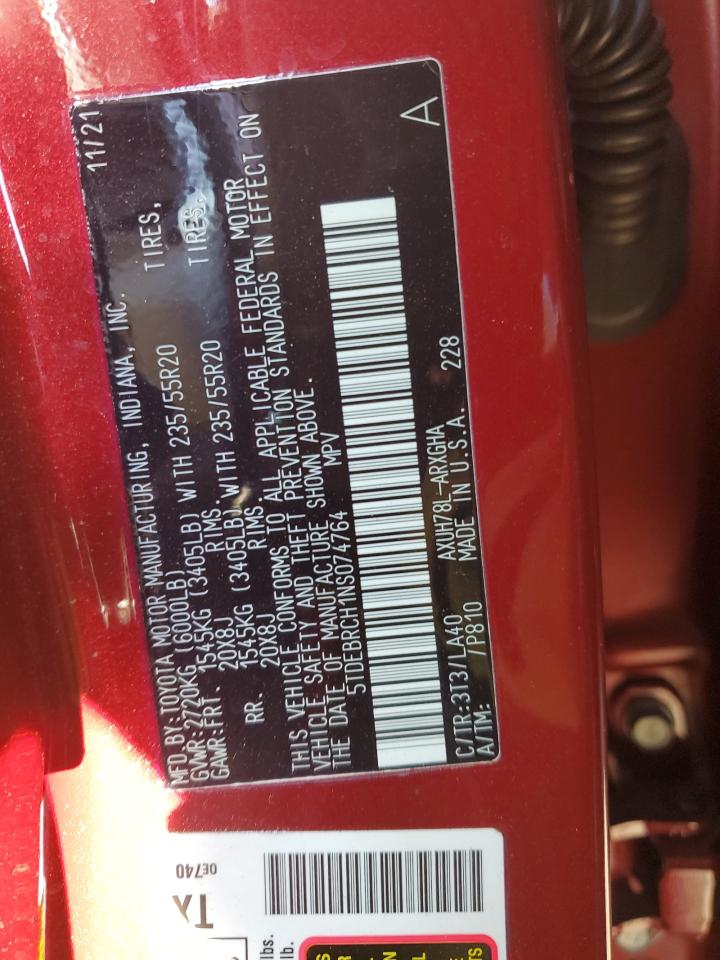 MFD.BY:TOYOTA MOTOR MANUFACTURING, INDIANA, INC. 11/21
GVWR:2720KG (6000LB)
GAWR:FRT. 1545KG (3405LB) WITH 235/55R20 TIRES,
20X8J RIMS.
RR. 1545KG (3405LB) WITH 235/55R20 TIRES,
20X8J RIMS.
THIS VEHICLE CONFORMS TO ALL APPLICABLE FEDERAL MOTOR
VEHICLE SAFETY AND THEFT PREVENTION STANDARDS IN EFFECT ON
THE DATE OF MANUFACTURE SHOWN ABOVE.
5TDEBRCH1NS074764 MPV
A
C/TR:3T3/LA40 AXUH78L-ARXGHA
A/TM: /P810 MADE IN U.S.A. 228
0E740
TX
lbs.
lb.